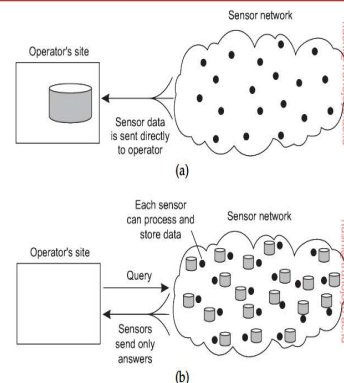 Sensor network
Operator's site
Sensor data
is sent directly
to operator
(a)
Each sensor
can process and
store data
Sensor network
Operator's site
Query
Sensors
send only
answers
(b)